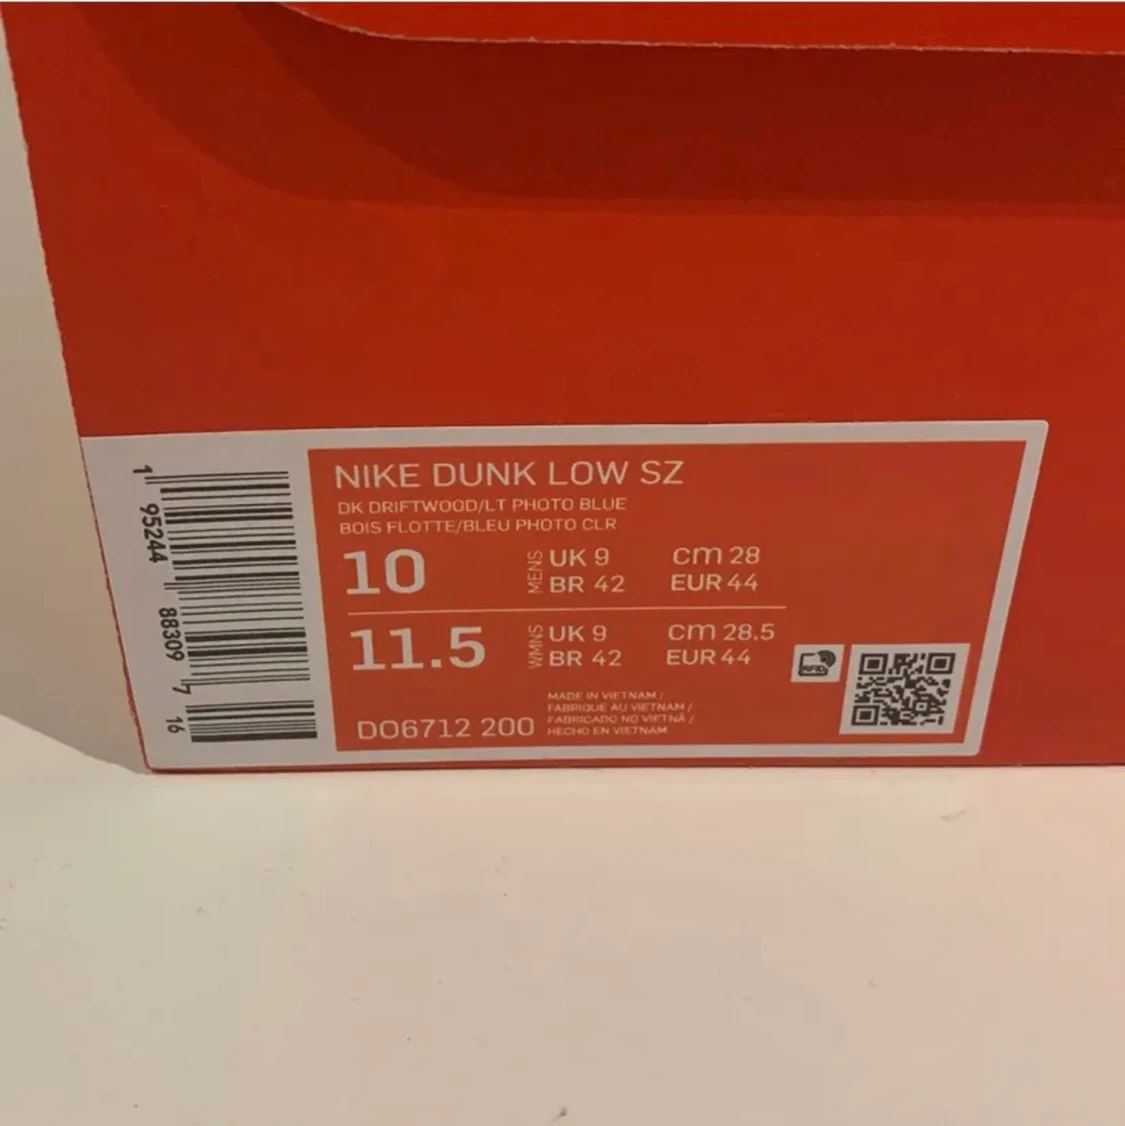 NIKE DUNK LOW SZ
DK DRIFTWOOD/LT PHOTO BLUE
BOIS FLOTTE/BLEU PHOTO CLR
10 MENS UK 9 cm 28
BR 42 EUR 44
11.5 WMNS UK 9 cm 28.5
BR 42 EUR 44
RFID
MADE IN VIETNAM /
FABRIQUE AU VIETNAM /
FABRICADO NO VIETNÃ /
HECHO EN VIETNAM
DO6712 200
1 95244 88309 7 16